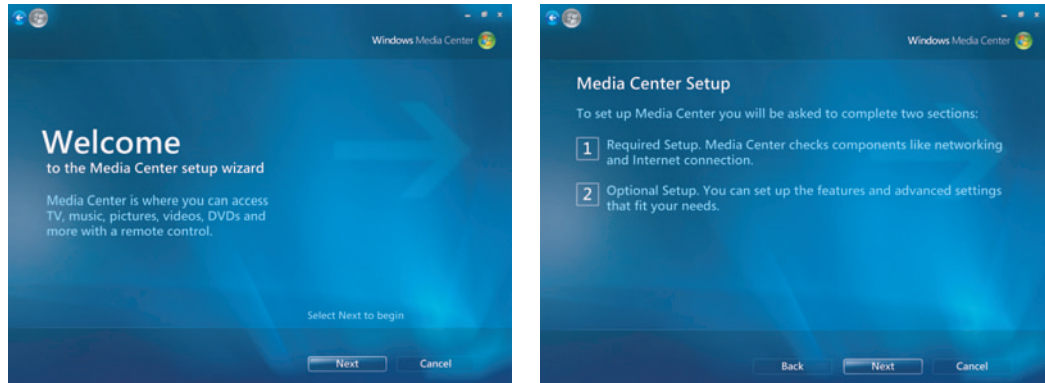 Windows Media Center
Welcome
to the Media Center setup wizard
Media Center is where you can access
TV, music, pictures, videos, DVDs and
more with a remote control.
Select Next to begin
Next
Cancel
Windows Media Center
Media Center Setup
To set up Media Center you will be asked to complete two sections:
1 Required Setup. Media Center checks components like networking
and Internet connection.
2 Optional Setup. You can set up the features and advanced settings
that fit your needs.
Back
Next
Cancel